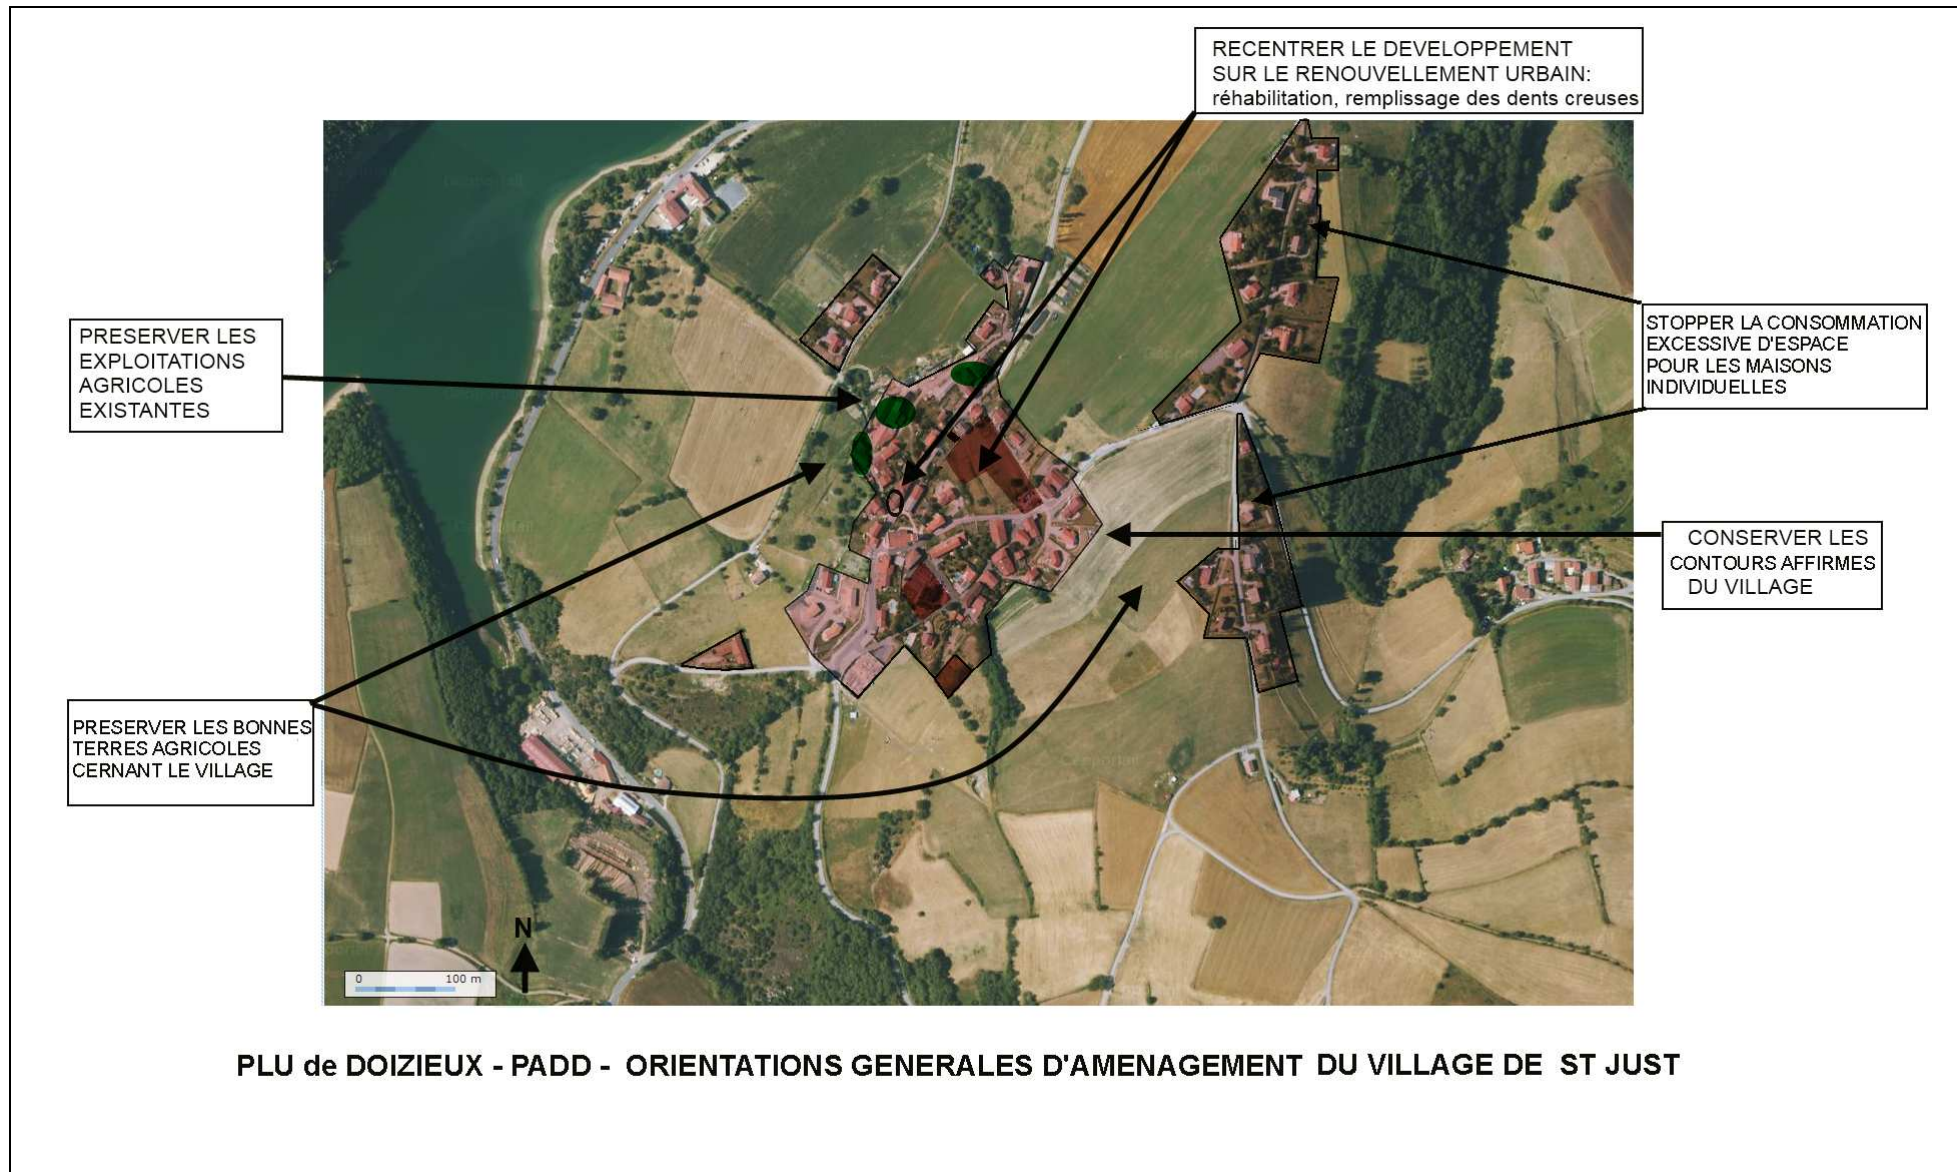 RECENTRER LE DEVELOPPEMENT
SUR LE RENOUVELLEMENT URBAIN:
réhabilitation, remplissage des dents creuses
PRESERVER LES
EXPLOITATIONS
AGRICOLES
EXISTANTES
STOPPER LA CONSOMMATION
EXCESSIVE D'ESPACE
POUR LES MAISONS
INDIVIDUELLES
CONSERVER LES
CONTOURS AFFIRMES
DU VILLAGE
PRESERVER LES BONNES
TERRES AGRICOLES
CERNANT LE VILLAGE
N
0 100 m
PLU de DOIZIEUX - PADD - ORIENTATIONS GENERALES D'AMENAGEMENT DU VILLAGE DE ST JUST